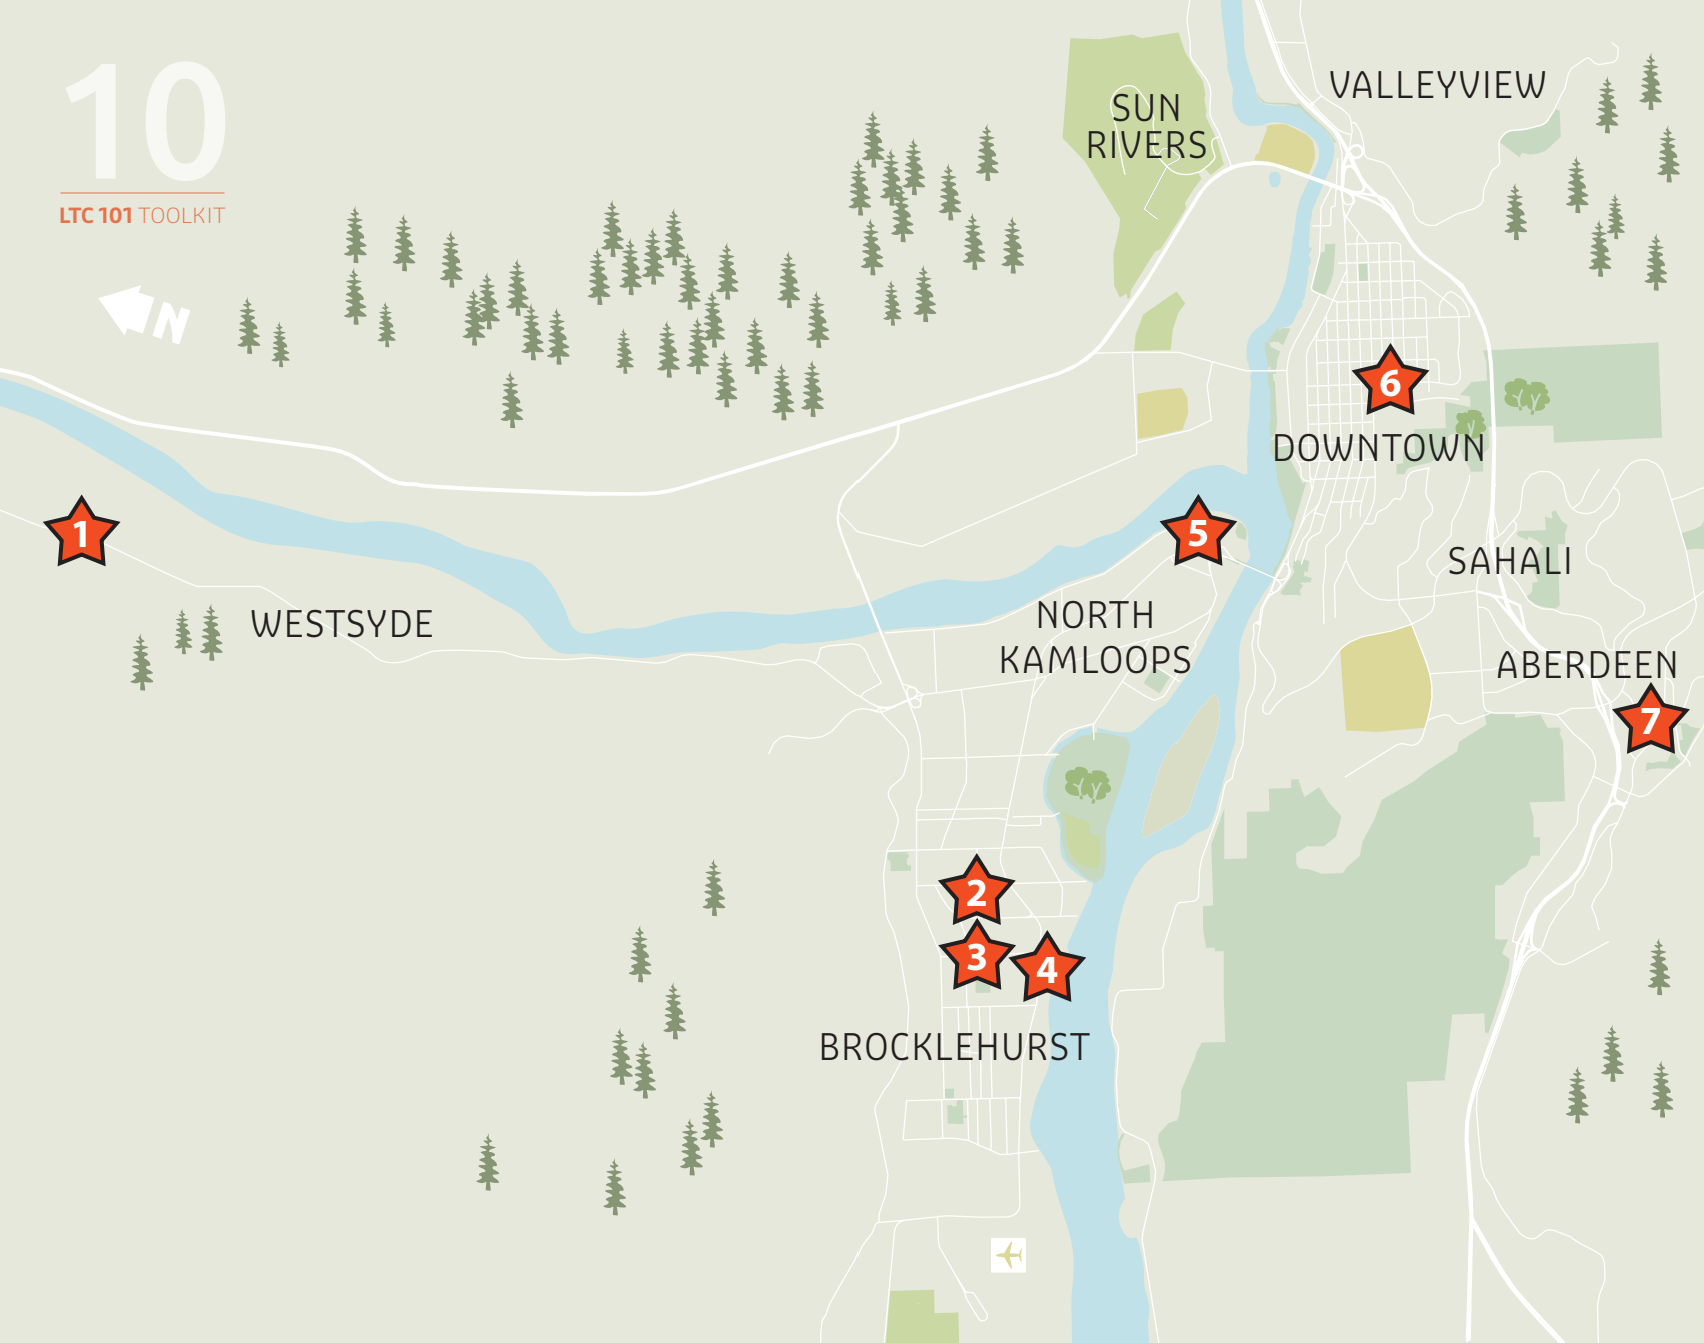 10
LTC 101 TOOLKIT
N
VALLEYVIEW
SUN
RIVERS
6
DOWNTOWN
1
5
SAHALI
WESTSYDE
NORTH
KAMLOOPS
ABERDEEN
7
2
3
4
BROCKLEHURST